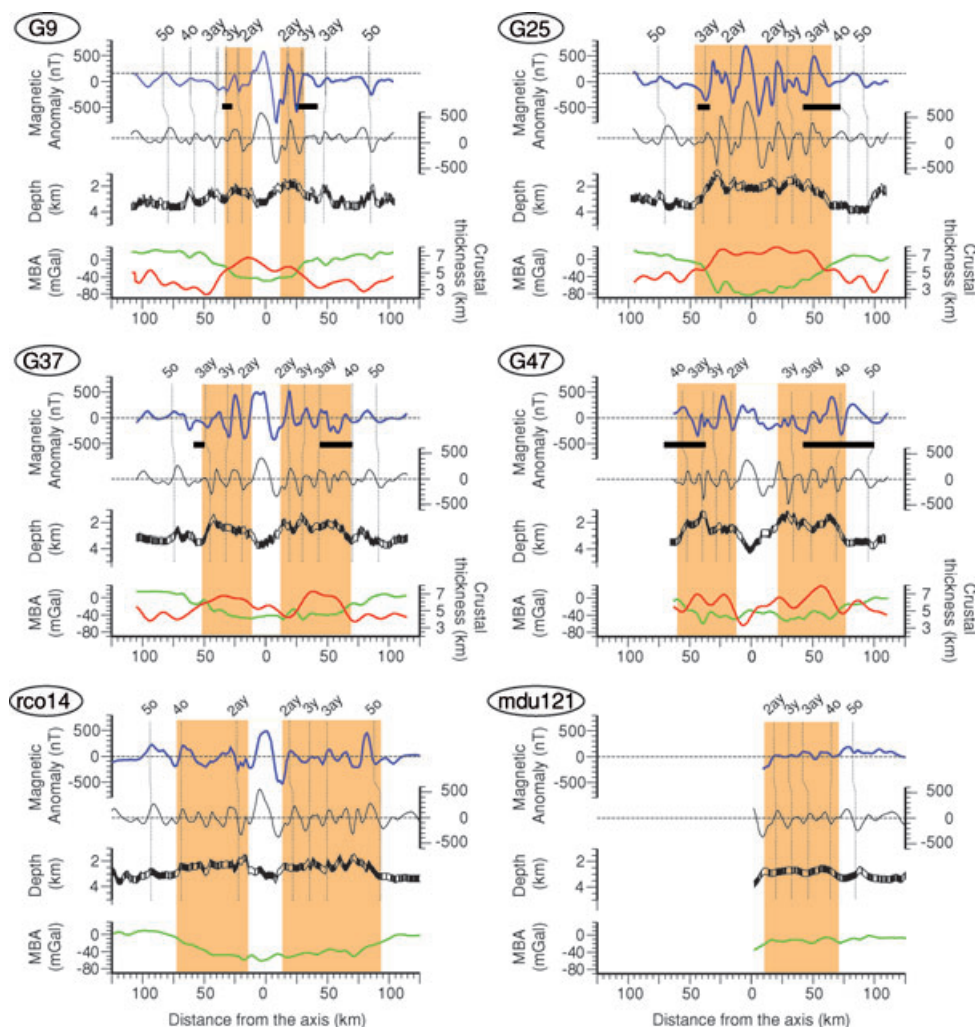 G9
5o 4o 3ay 3y 2ay 2ay 3y 3ay 5o
Magnetic Anomaly (nT)
500
0
-500
500
0
-500
Depth (km)
2
4
MBA (mGal)
0
-40
-80
7
5
3
Crustal thickness (km)
100 50 0 50 100
G25
5o 3ay 2ay 2ay 3y 3ay 4o 5o
Magnetic Anomaly (nT)
500
0
-500
500
0
-500
Depth (km)
2
4
MBA (mGal)
0
-40
-80
7
5
3
Crustal thickness (km)
100 50 0 50 100
G37
5o 3ay 3y 2ay 2ay 3y 3ay 4o 5o
Magnetic Anomaly (nT)
500
0
-500
500
0
-500
Depth (km)
2
4
MBA (mGal)
0
-40
-80
7
5
3
Crustal thickness (km)
100 50 0 50 100
G47
4o 3ay 3y 2ay 2ay 3y 3ay 4o 5o
Magnetic Anomaly (nT)
500
0
-500
500
0
-500
Depth (km)
2
4
MBA (mGal)
0
-40
-80
7
5
3
Crustal thickness (km)
100 50 0 50 100
rco14
5o 4o 2ay 2ay 3y 3ay 5o
Magnetic Anomaly (nT)
500
0
-500
500
0
-500
Depth (km)
2
4
MBA (mGal)
0
-40
-80
100 50 0 50 100
Distance from the axis (km)
mdu121
2ay 3y 3ay 4o 5o
Magnetic Anomaly (nT)
500
0
-500
500
0
-500
Depth (km)
2
4
MBA (mGal)
0
-40
-80
100 50 0 50 100
Distance from the axis (km)